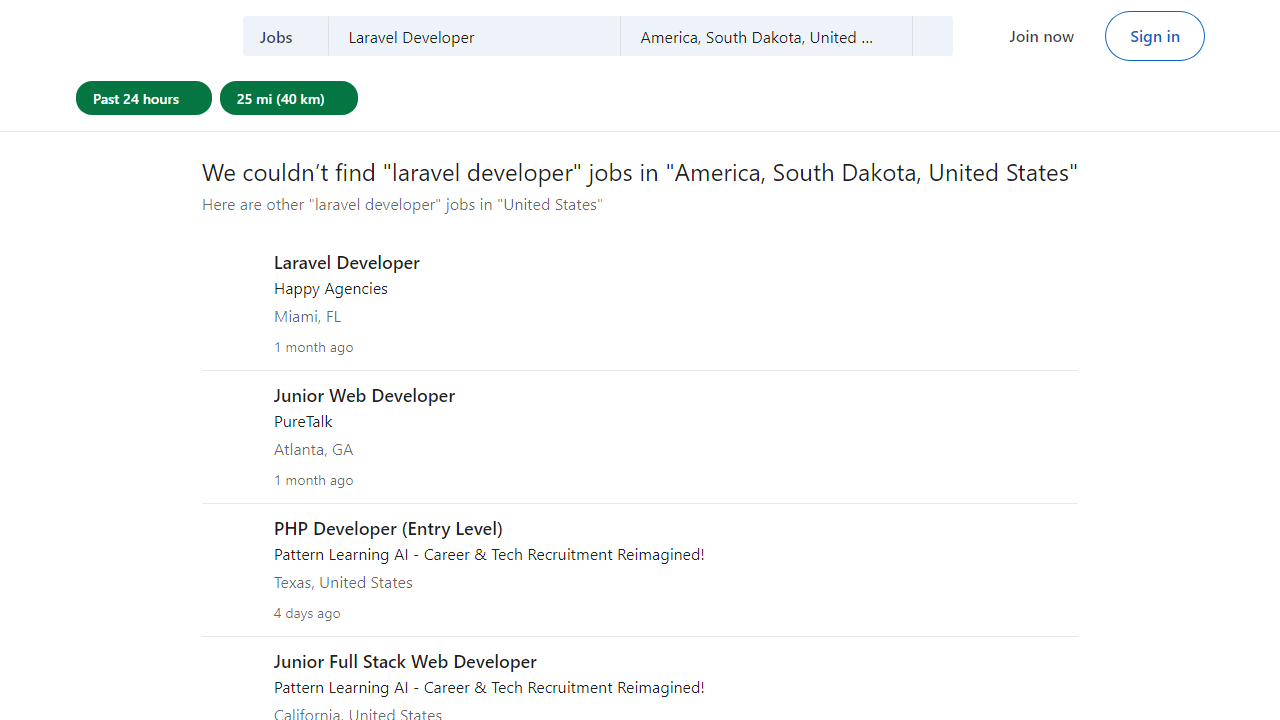 Jobs
Laravel Developer
America, South Dakota, United ...
Join now
Sign in
Past 24 hours
25 mi (40 km)
We couldn’t find "laravel developer" jobs in "America, South Dakota, United States"
Here are other "laravel developer" jobs in "United States"
Laravel Developer
Happy Agencies
Miami, FL
1 month ago
Junior Web Developer
PureTalk
Atlanta, GA
1 month ago
PHP Developer (Entry Level)
Pattern Learning AI - Career & Tech Recruitment Reimagined!
Texas, United States
4 days ago
Junior Full Stack Web Developer
Pattern Learning AI - Career & Tech Recruitment Reimagined!
California, United States